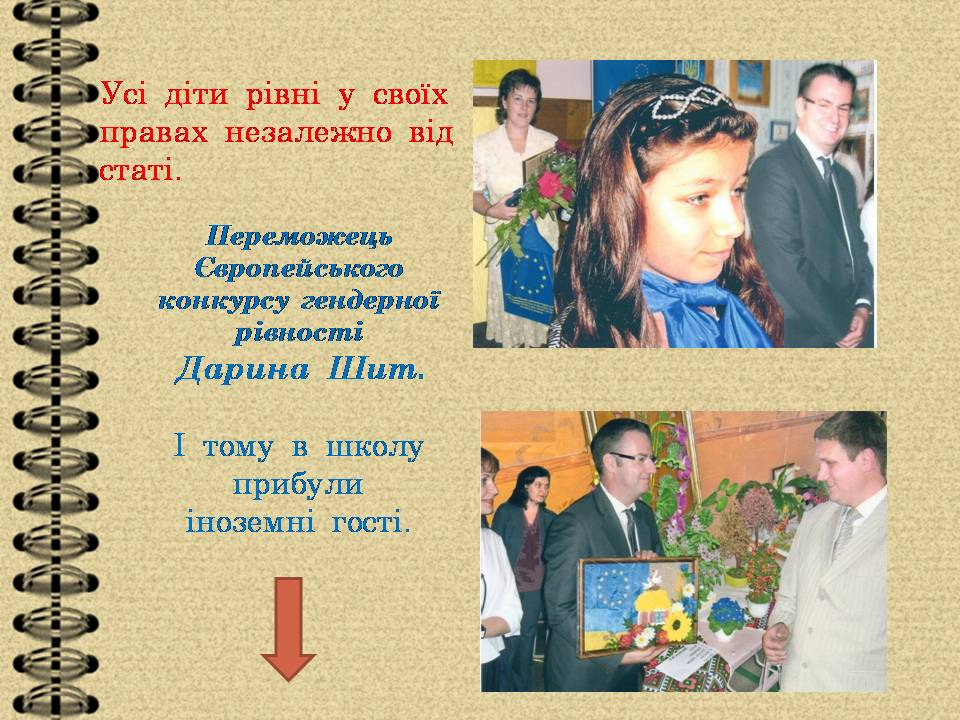 Усі діти рівні у своїх
правах незалежно від
статі.
Переможець
Європейського
конкурсу гендерної
рівності
Дарина Шит.
І тому в школу
прибули
іноземні гості.